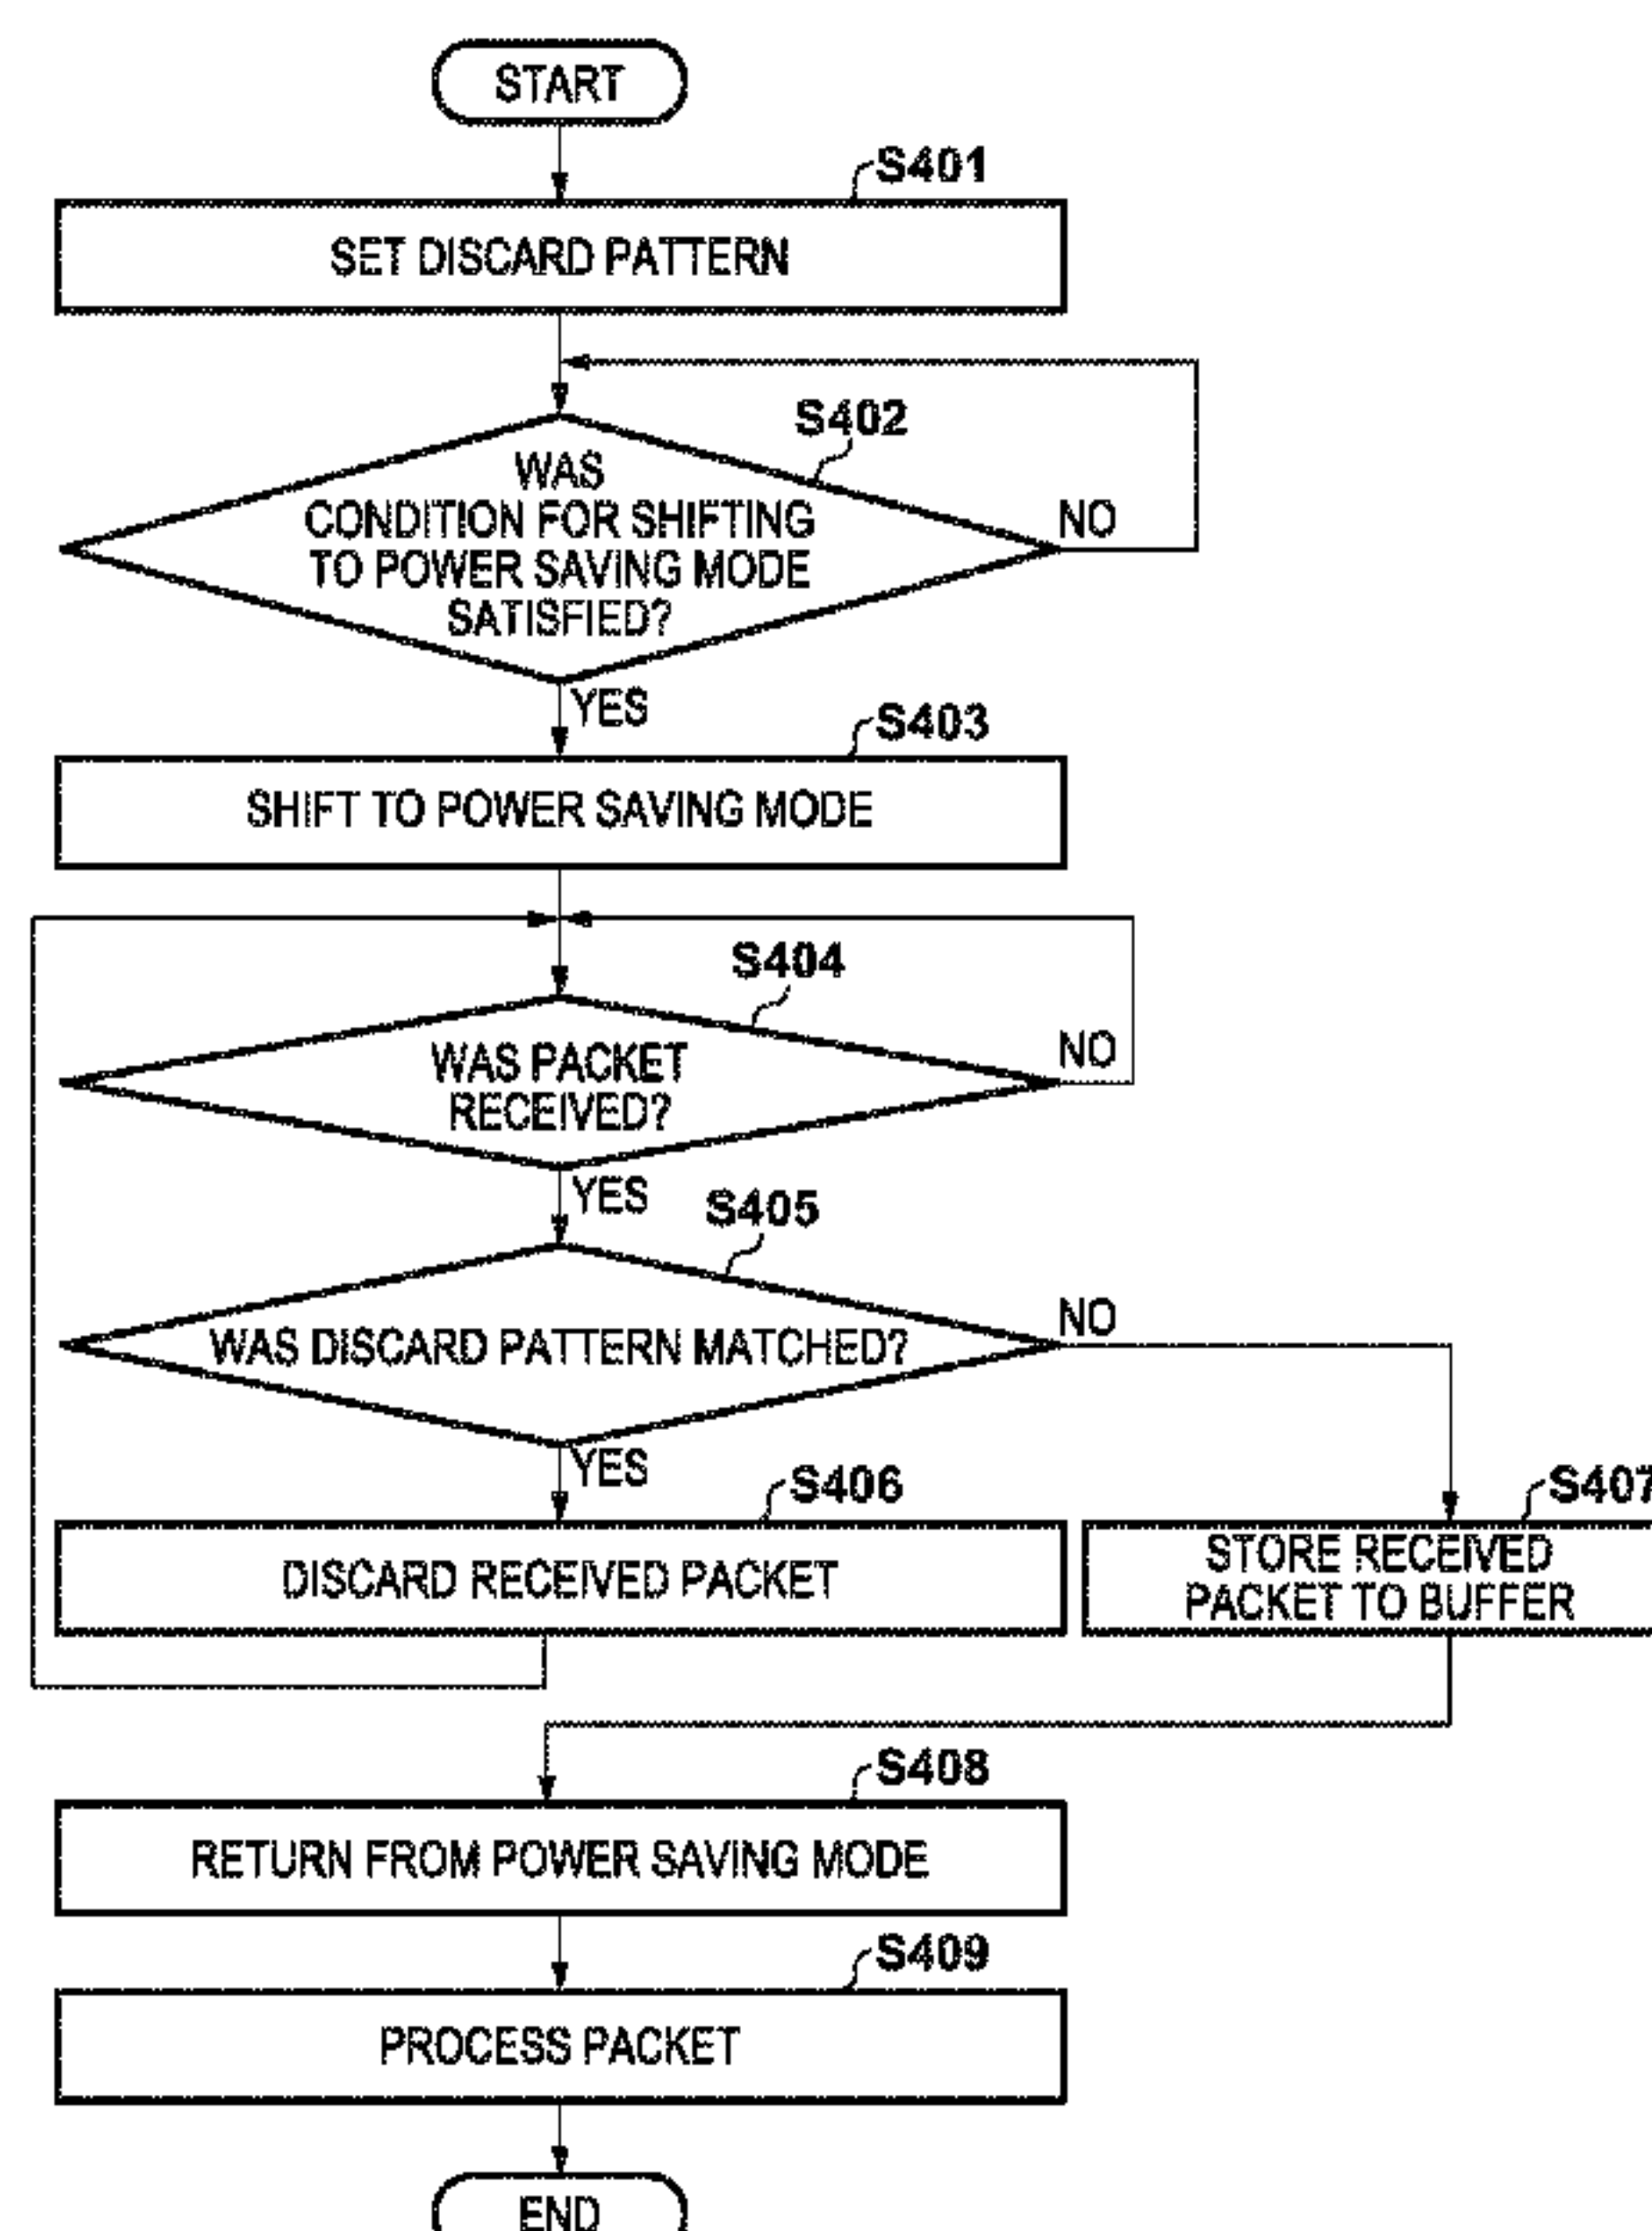 START
S401
SET DISCARD PATTERN
S402
WAS
CONDITION FOR SHIFTING
TO POWER SAVING MODE
SATISFIED?
NO
YES
S403
SHIFT TO POWER SAVING MODE
S404
WAS PACKET
RECEIVED?
NO
YES
S405
WAS DISCARD PATTERN MATCHED?
NO
YES
S406
DISCARD RECEIVED PACKET
S407
STORE RECEIVED
PACKET TO BUFFER
S408
RETURN FROM POWER SAVING MODE
S409
PROCESS PACKET
END